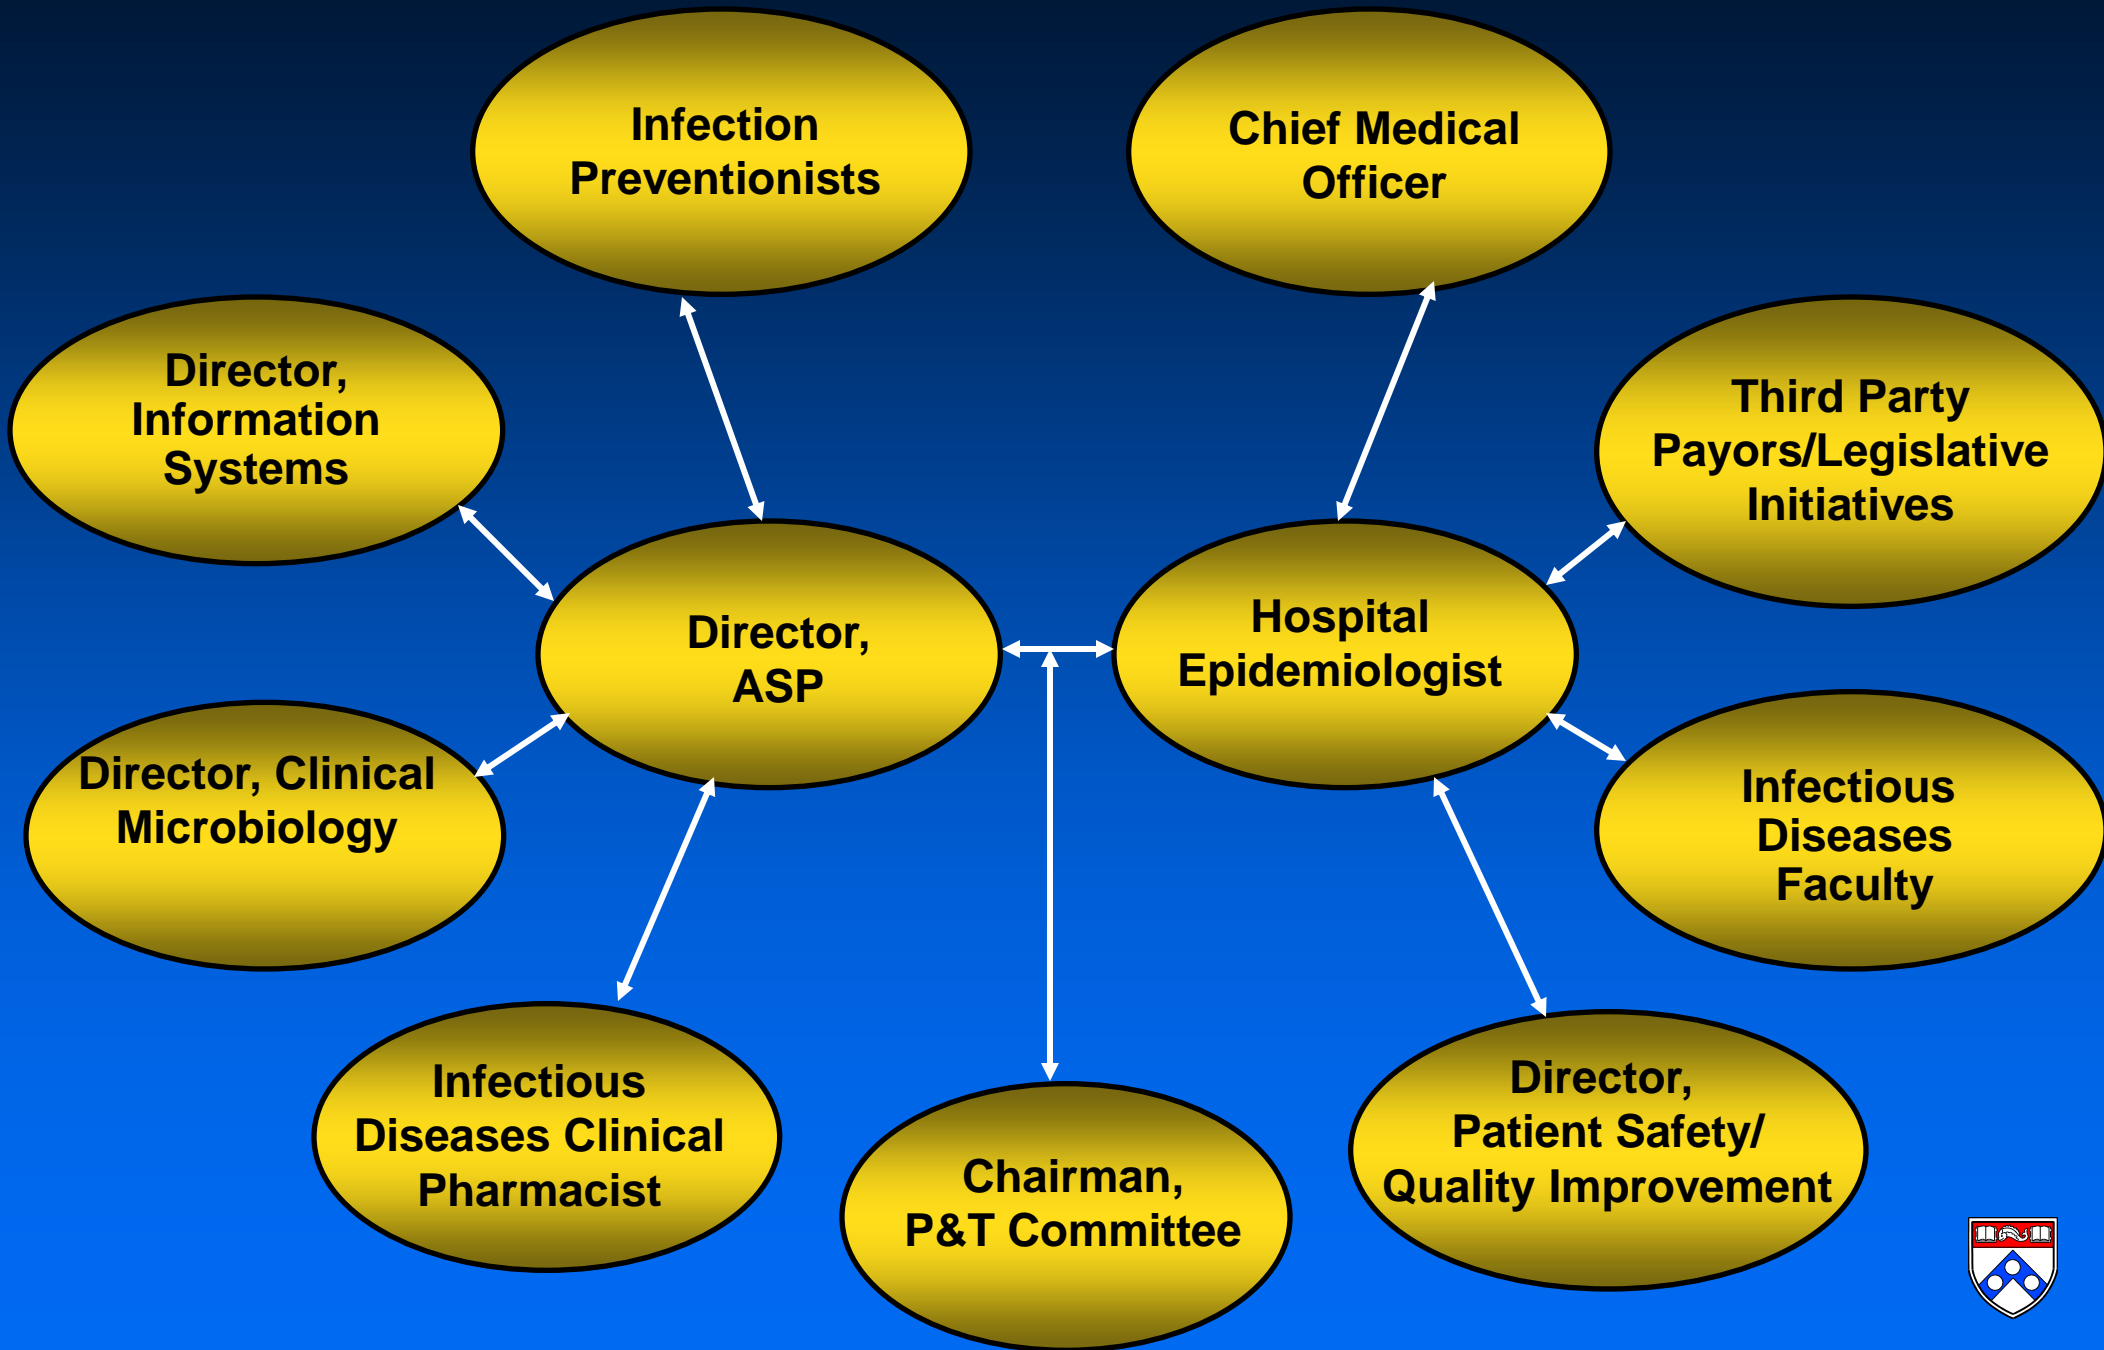 Infection
Preventionists
Chief Medical
Officer
Director,
Information
Systems
Third Party
Payors/Legislative
Initiatives
Director,
ASP
Hospital
Epidemiologist
Director, Clinical
Microbiology
Infectious
Diseases
Faculty
Infectious
Diseases Clinical
Pharmacist
Chairman,
P&T Committee
Director,
Patient Safety/
Quality Improvement